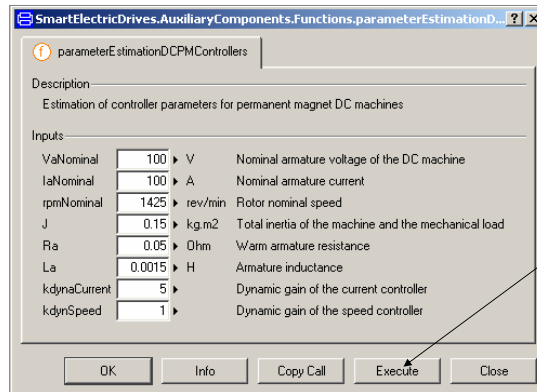 SmartElectricDrives.AuxiliaryComponents.Functions.parameterEstimationD... ? x
f parameterEstimationDCPMControllers
Description
Estimation of controller parameters for permanent magnet DC machines
Inputs
VaNominal 100 V Nominal armature voltage of the DC machine
IaNominal 100 A Nominal armature current
rpmNominal 1425 rev/min Rotor nominal speed
J 0.15 kg.m2 Total inertia of the machine and the mechanical load
Ra 0.05 Ohm Warm armature resistance
La 0.0015 H Armature inductance
kdynaCurrent 5 Dynamic gain of the current controller
kdynSpeed 1 Dynamic gain of the speed controller
OK Info Copy Call Execute Close